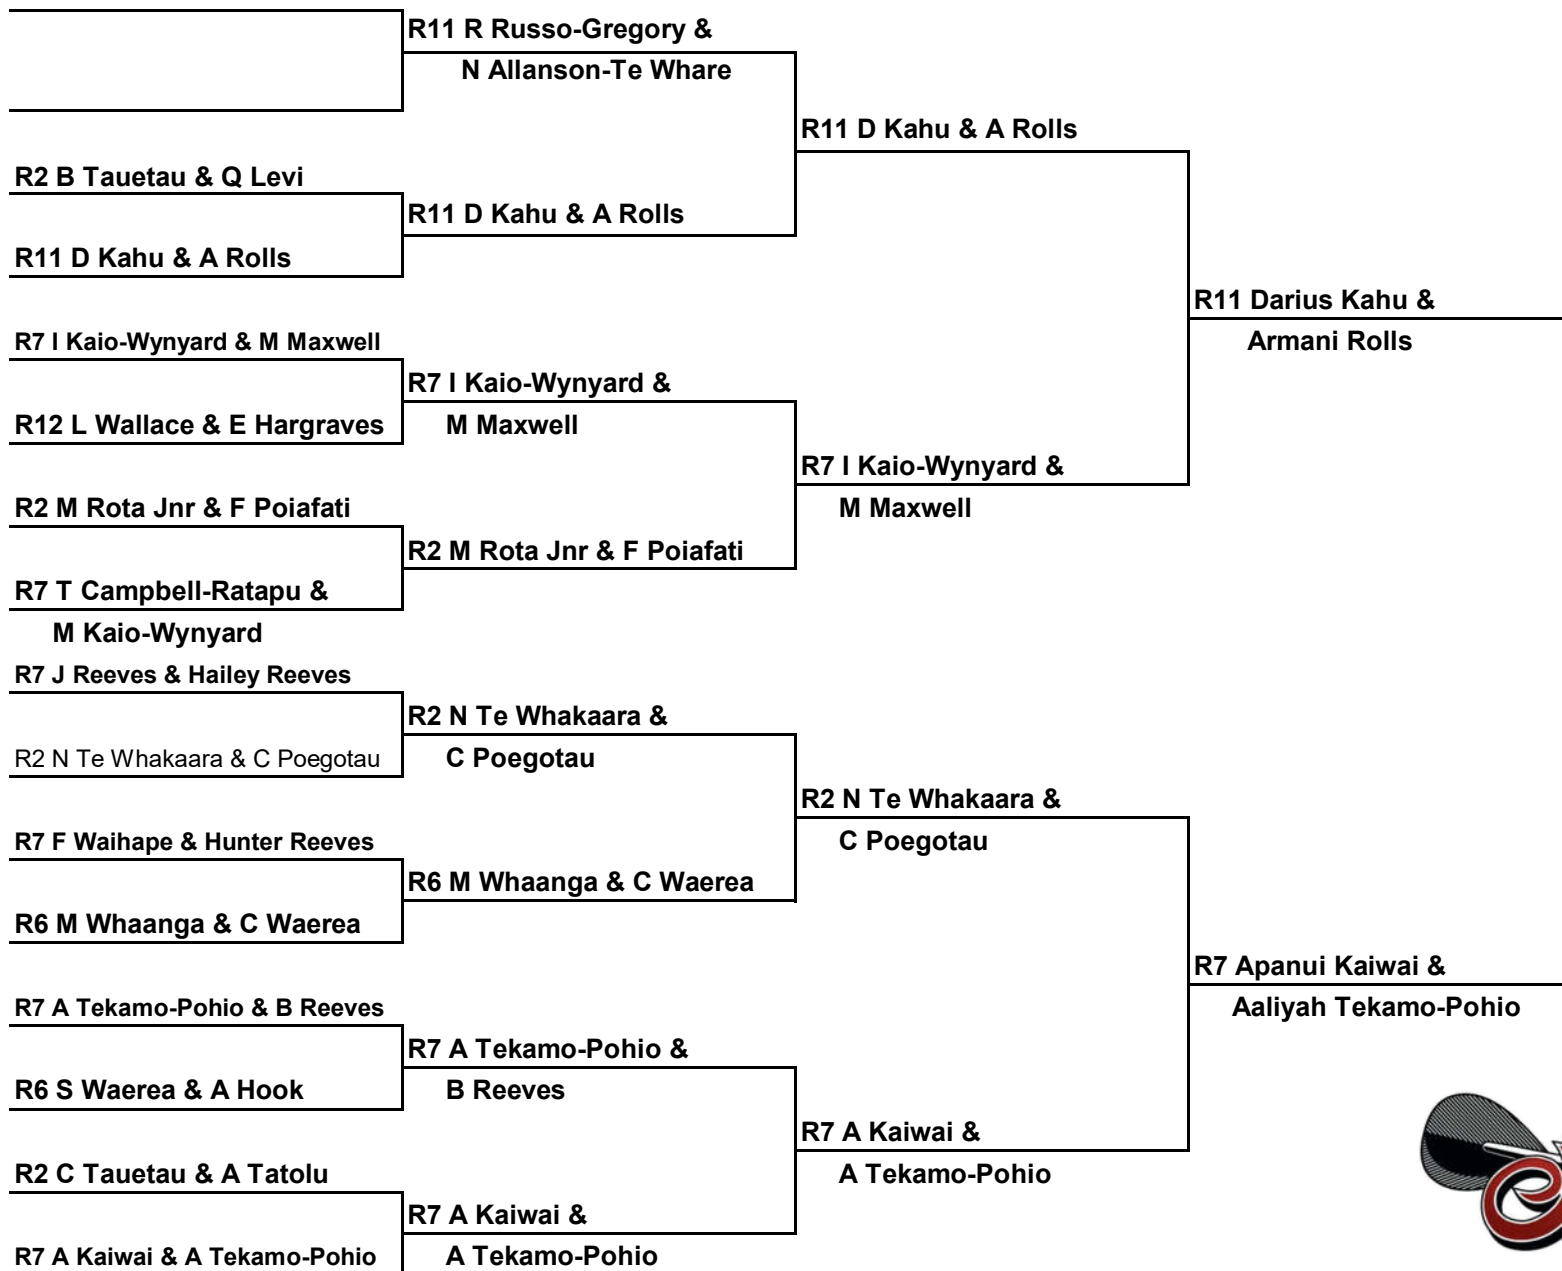 R11 R Russo-Gregory &
N Allanson-Te Whare
R11 D Kahu & A Rolls
R2 B Tauetau & Q Levi
R11 D Kahu & A Rolls
R11 D Kahu & A Rolls
R11 Darius Kahu &
Armani Rolls
R7 I Kaio-Wynyard & M Maxwell
R7 I Kaio-Wynyard &
M Maxwell
R12 L Wallace & E Hargraves
R7 I Kaio-Wynyard &
M Maxwell
R2 M Rota Jnr & F Poiafati
R2 M Rota Jnr & F Poiafati
R7 T Campbell-Ratapu &
M Kaio-Wynyard
R7 J Reeves & Hailey Reeves
R2 N Te Whakaara &
C Poegotau
R2 N Te Whakaara & C Poegotau
R2 N Te Whakaara &
C Poegotau
R7 F Waihape & Hunter Reeves
R6 M Whaanga & C Waerea
R6 M Whaanga & C Waerea
R7 Apanui Kaiwai &
Aaliyah Tekamo-Pohio
R7 A Tekamo-Pohio & B Reeves
R7 A Tekamo-Pohio &
B Reeves
R6 S Waerea & A Hook
R7 A Kaiwai &
A Tekamo-Pohio
R2 C Tauetau & A Tatolu
R7 A Kaiwai &
A Tekamo-Pohio
R7 A Kaiwai & A Tekamo-Pohio